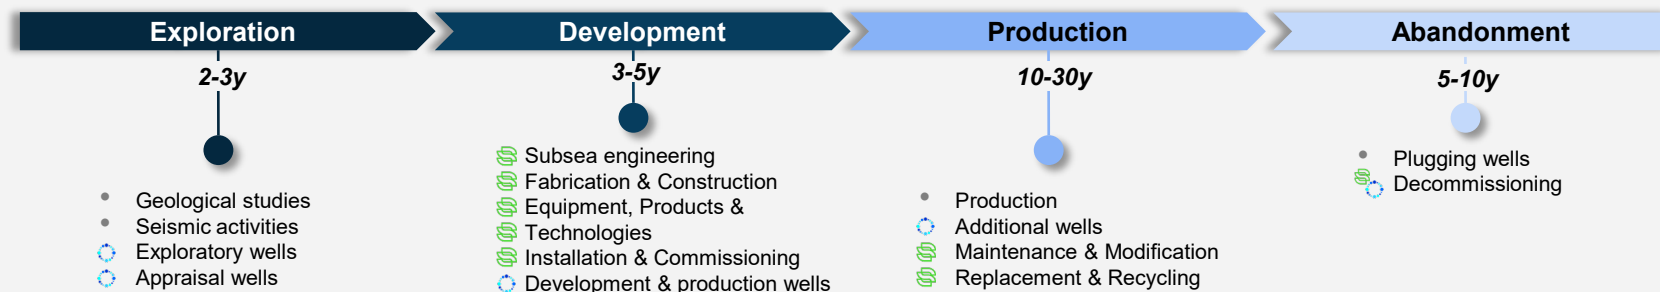 Exploration
2-3y
Geological studies
Seismic activities
Exploratory wells
Appraisal wells
Development
3-5y
Subsea engineering
Fabrication & Construction
Equipment, Products &
Technologies
Installation & Commissioning
Development & production wells
Production
10-30y
Production
Additional wells
Maintenance & Modification
Replacement & Recycling
Abandonment
5-10y
Plugging wells
Decommissioning